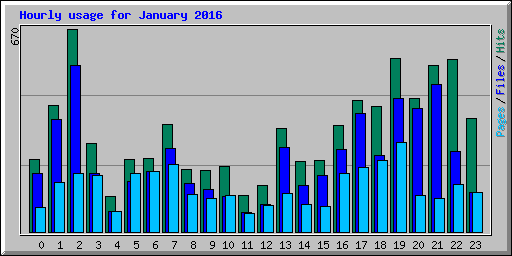 Hourly usage for January 2016
670
Pages / Files / Hits
0 1 2 3 4 5 6 7 8 9 10 11 12 13 14 15 16 17 18 19 20 21 22 23